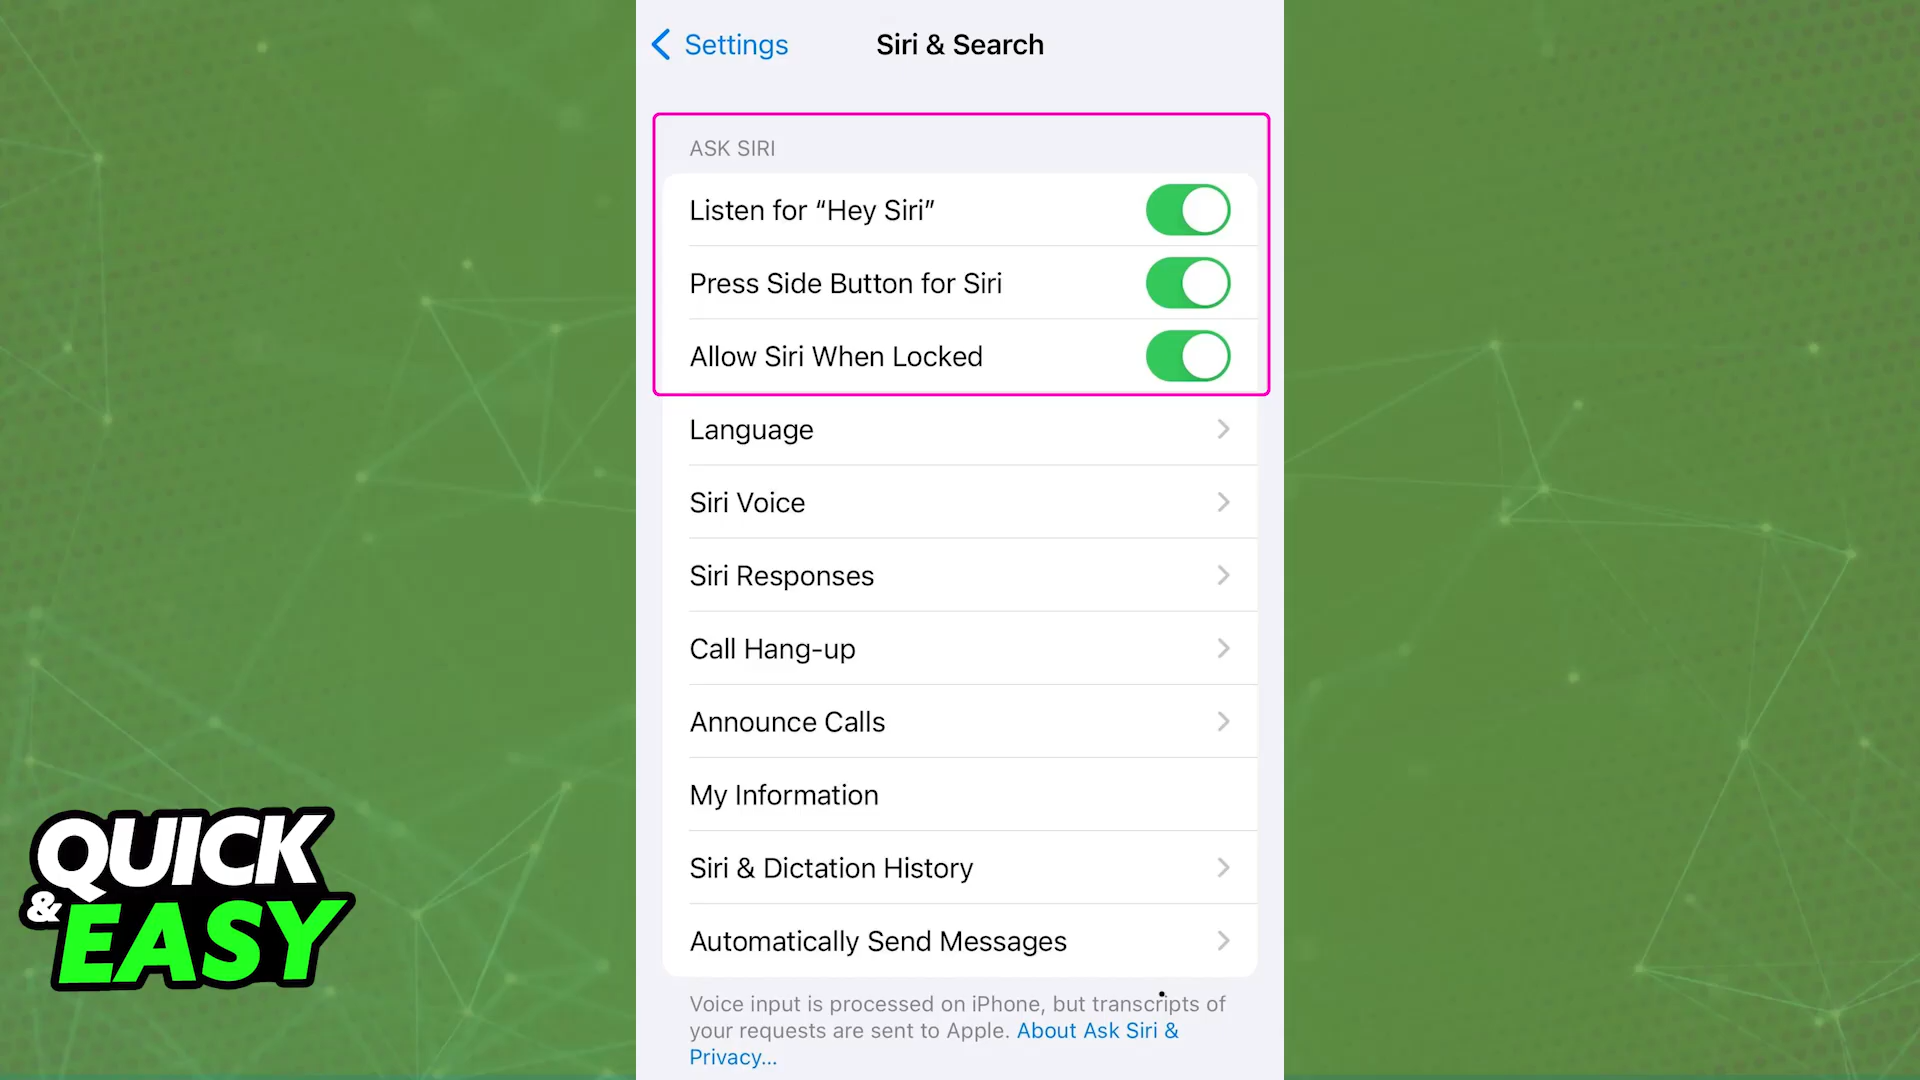 Settings
Siri & Search
ASK SIRI
Listen for “Hey Siri”
Press Side Button for Siri
Allow Siri When Locked
Language
Siri Voice
Siri Responses
Call Hang-up
Announce Calls
My Information
Siri & Dictation History
Automatically Send Messages
Voice input is processed on iPhone, but transcripts of
your requests are sent to Apple. About Ask Siri &
Privacy...
QUICK
&EASY